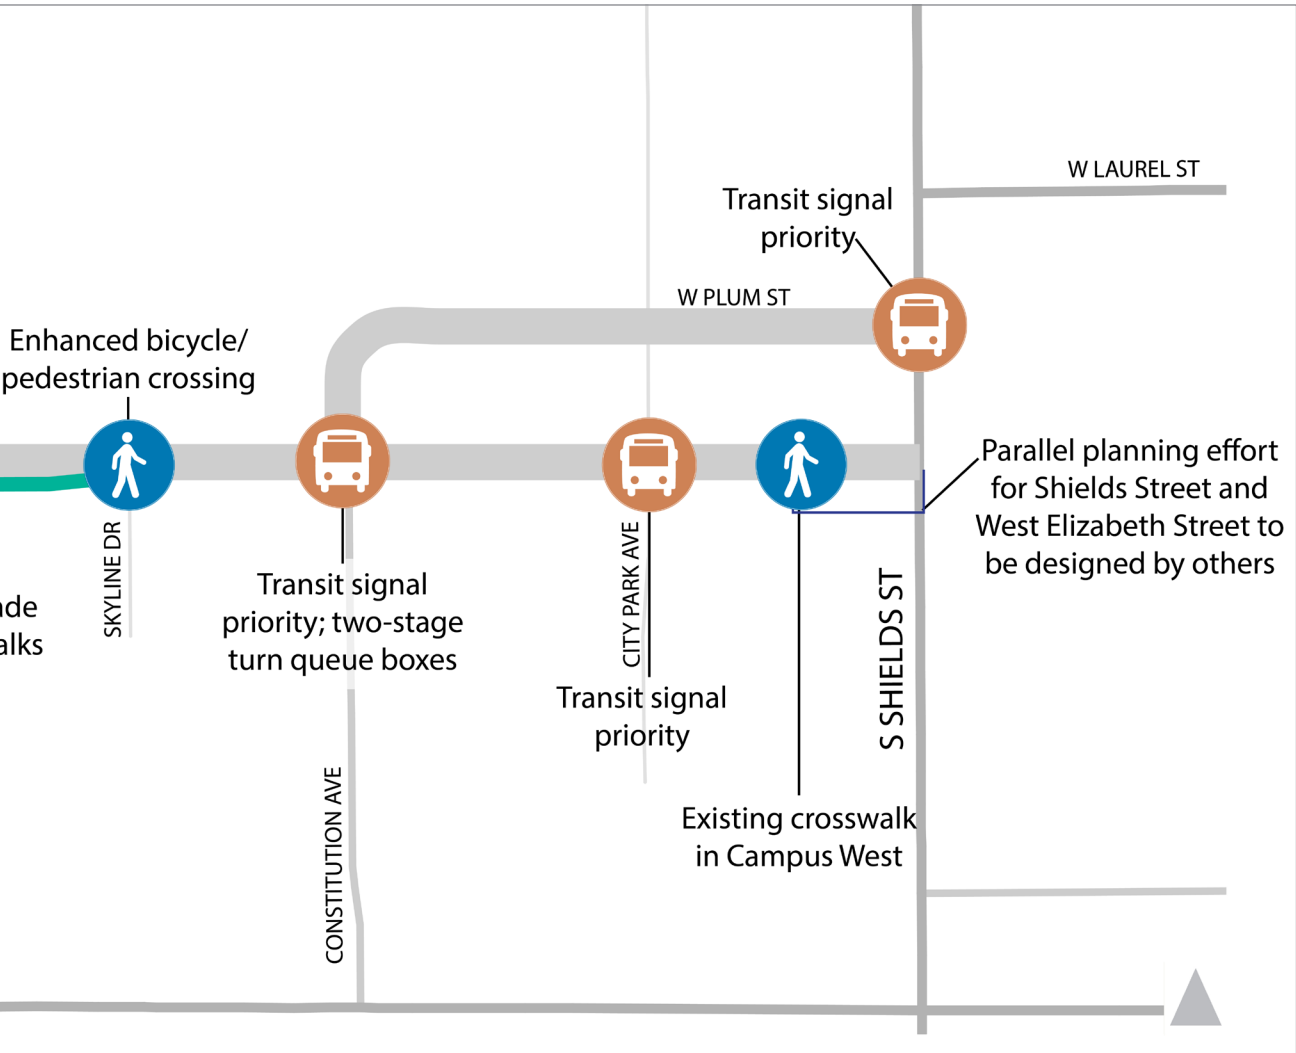 W LAUREL ST
Transit signal
priority
W PLUM ST
Enhanced bicycle/
pedestrian crossing
Parallel planning effort
for Shields Street and
West Elizabeth Street to
be designed by others
SKYLINE DR
CITY PARK AVE
S SHIELDS ST
Transit signal
priority; two-stage
turn queue boxes
alks
Transit signal
priority
CONSTITUTION AVE
Existing crosswalk
in Campus West